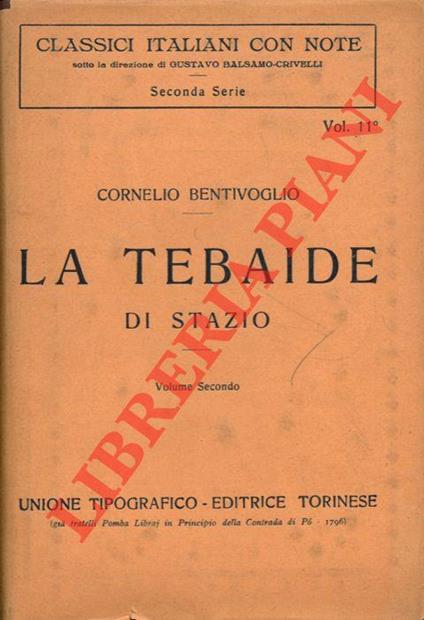 CLASSICI ITALIANI CON NOTE
sotto la direzione di GUSTAVO BALSAMO-CRIVELLI
Seconda Serie
Vol. 11º
CORNELIO BENTIVOGLIO
LA TEBAIDE
DI STAZIO
Volume Secondo
UNIONE TIPOGRAFICO - EDITRICE TORINESE
(già fratelli Pomba Libraj in Principio della Contrada di Pò - 1796)
LIBRERIA PIANI